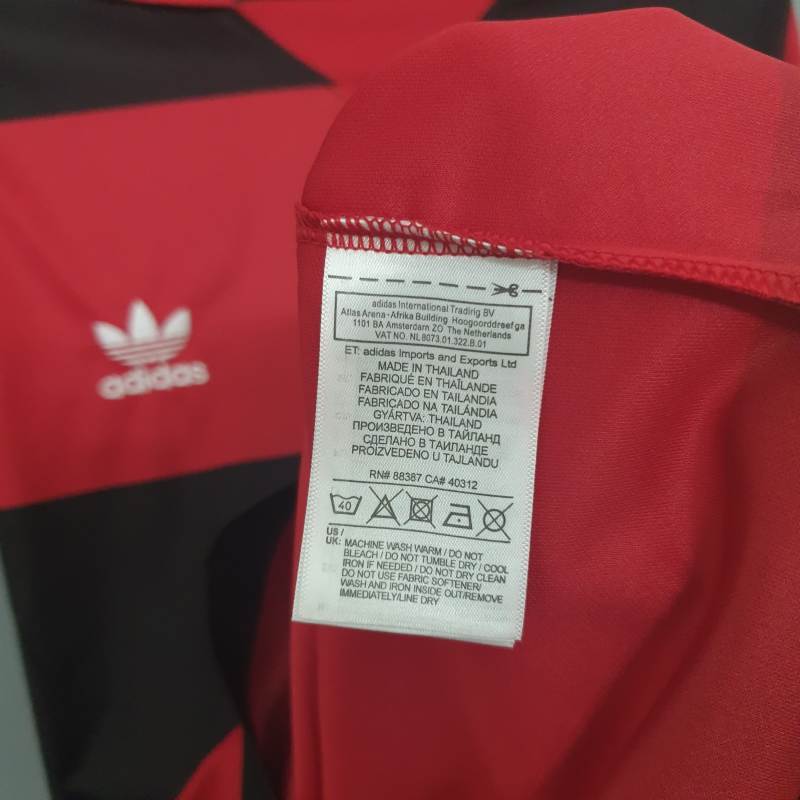 adidas
adidas International Tradirig BV
Atlas Arena - Afrika Building Hoogoorddreef ga
1101 BA Amsterdam ZO The Netherlands
VAT NO. NL 8073.01.322.B.01
ET: adidas Imports and Exports Ltd
MADE IN THAILAND
FABRIQUÉ EN THAÏLANDE
FABRICADO EN TAILANDIA
FABRICADO NA TAILÂNDIA
GYÁRTVA: THAILAND
ПРОИЗВЕДЕНО В ТАЙЛАНД
СДЕЛАНО В ТАИЛАНДЕ
PROIZVEDENO U TAJLANDU
RN# 88387 CA# 40312
40
US /
UK: MACHINE WASH WARM / DO NOT
BLEACH / DO NOT TUMBLE DRY / COOL
IRON IF NEEDED / DO NOT DRY CLEAN
DO NOT USE FABRIC SOFTENER/
WASH AND IRON INSIDE OUT/REMOVE
IMMEDIATELY/LINE DRY